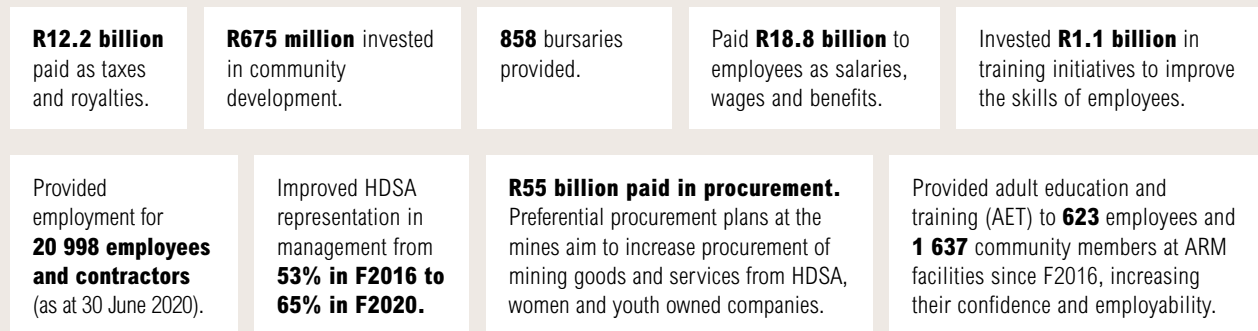 R12.2 billion
paid as taxes
and royalties.
R675 million invested
in community
development.
858 bursaries
provided.
Paid R18.8 billion to
employees as salaries,
wages and benefits.
Invested R1.1 billion in
training initiatives to improve
the skills of employees.
Provided
employment for
20 998 employees
and contractors
(as at 30 June 2020).
Improved HDSA
representation in
management from
53% in F2016 to
65% in F2020.
R55 billion paid in procurement.
Preferential procurement plans at the
mines aim to increase procurement of
mining goods and services from HDSA,
women and youth owned companies.
Provided adult education and
training (AET) to 623 employees and
1 637 community members at ARM
facilities since F2016, increasing
their confidence and employability.